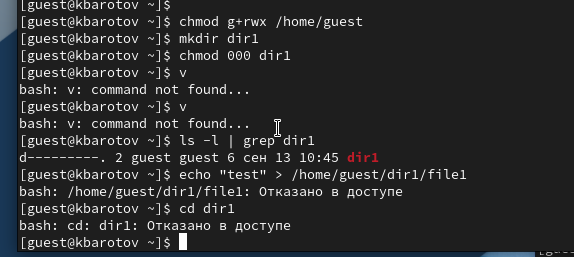 [guest@kbarotov ~]$
[guest@kbarotov ~]$ chmod g+rwx /home/guest
[guest@kbarotov ~]$ mkdir dir1
[guest@kbarotov ~]$ chmod 000 dir1
[guest@kbarotov ~]$ v
bash: v: command not found...
[guest@kbarotov ~]$ v
bash: v: command not found...
[guest@kbarotov ~]$ ls -l | grep dir1
d---------. 2 guest guest 6 сен 13 10:45 dir1
[guest@kbarotov ~]$ echo "test" > /home/guest/dir1/file1
bash: /home/guest/dir1/file1: Отказано в доступе
[guest@kbarotov ~]$ cd dir1
bash: cd: dir1: Отказано в доступе
[guest@kbarotov ~]$